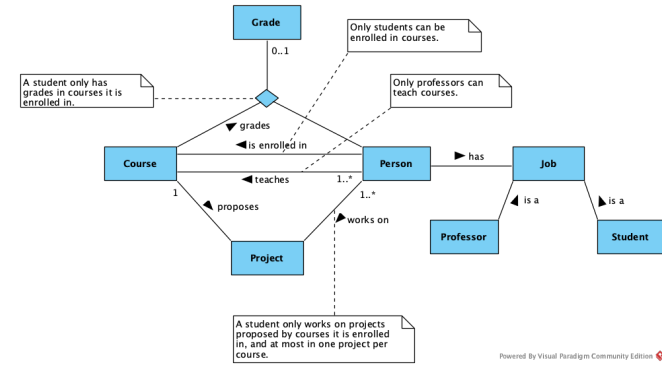 Grade
0..1
Only students can be
enrolled in courses.
A student only has
grades in courses it is
enrolled in.
Only professors can
teach courses.
grades
is enrolled in
Course
Person
has
Job
teaches
1..*
1
1..*
proposes
works on
is a
is a
Professor
Student
Project
A student only works on projects
proposed by courses it is enrolled
in, and at most in one project per
course.
Powered By Visual Paradigm Community Edition